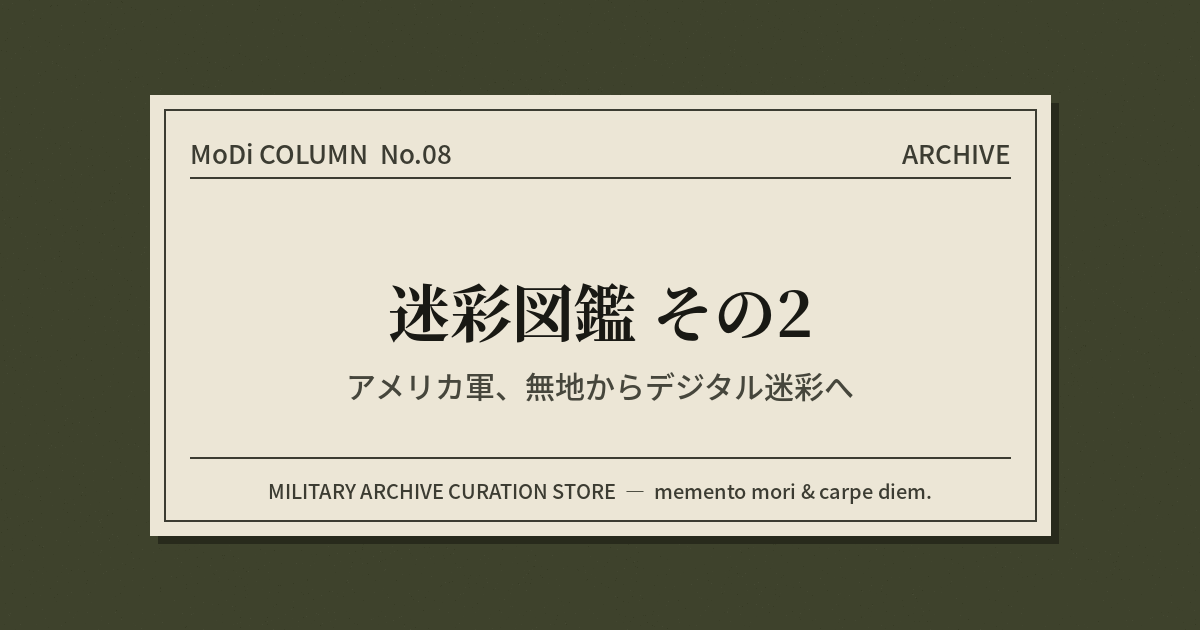 MoDi COLUMN No.08
ARCHIVE
迷彩図鑑 その2
アメリカ軍、無地からデジタル迷彩へ
MILITARY ARCHIVE CURATION STORE — memento mori & carpe diem.